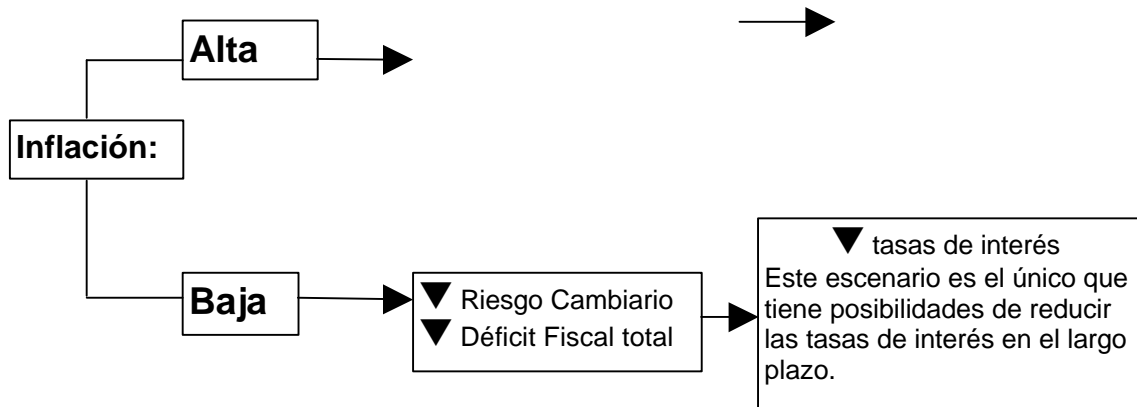 Alta
Inflación:
Baja
▼ Riesgo Cambiario
▼ Déficit Fiscal total
▼ tasas de interés
Este escenario es el único que
tiene posibilidades de reducir
las tasas de interés en el largo
plazo.